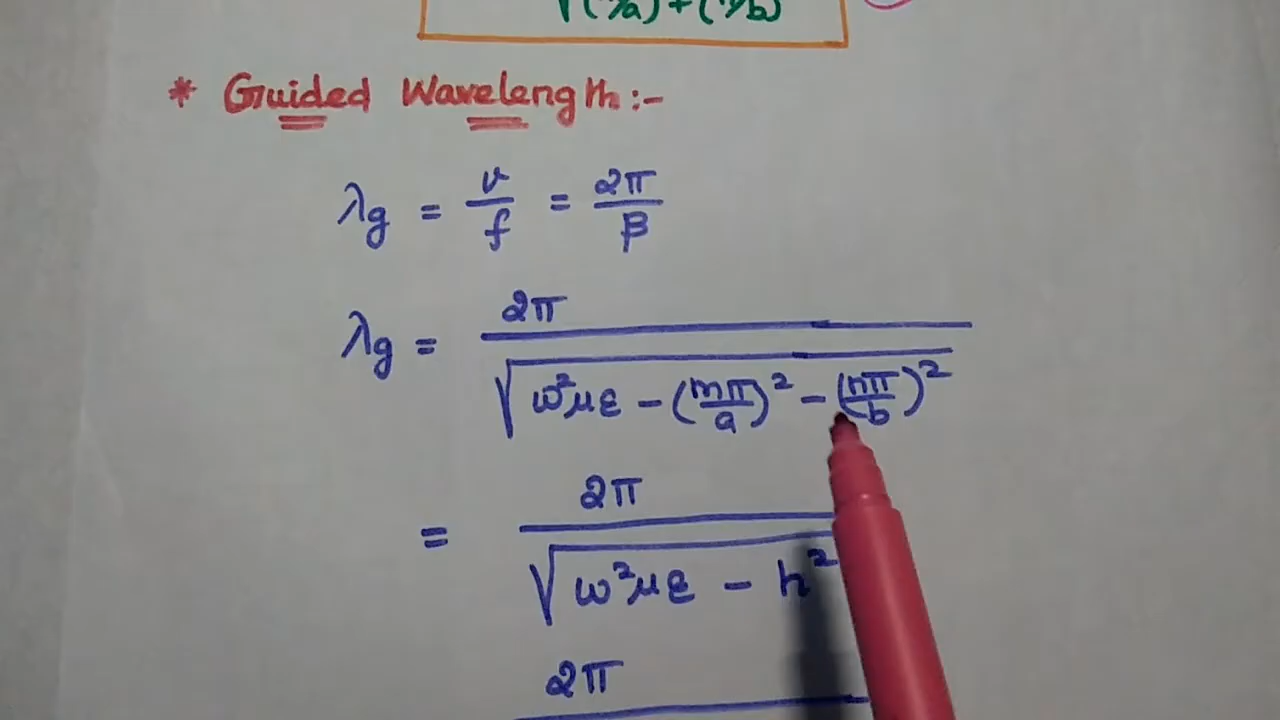 √(m/a) + (n/b)
* Guided Wavelength :-
λg = v/f = 2π/β
λg = 2π / √(ω²με - (mπ/a)² - (nπ/b)²)
= 2π / √(ω²με - h²)
2π